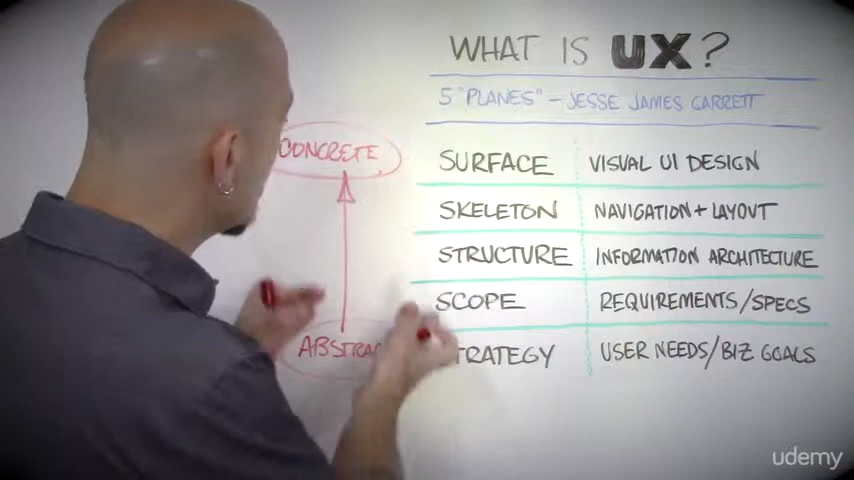 WHAT IS UX?
5 "PLANES" - JESSE JAMES GARRETT
CONCRETE
SURFACE VISUAL UI DESIGN
SKELETON NAVIGATION + LAYOUT
STRUCTURE INFORMATION ARCHITECTURE
SCOPE REQUIREMENTS/SPECS
ABSTRAC TRATEGY USER NEEDS/BIZ GOALS
udemy